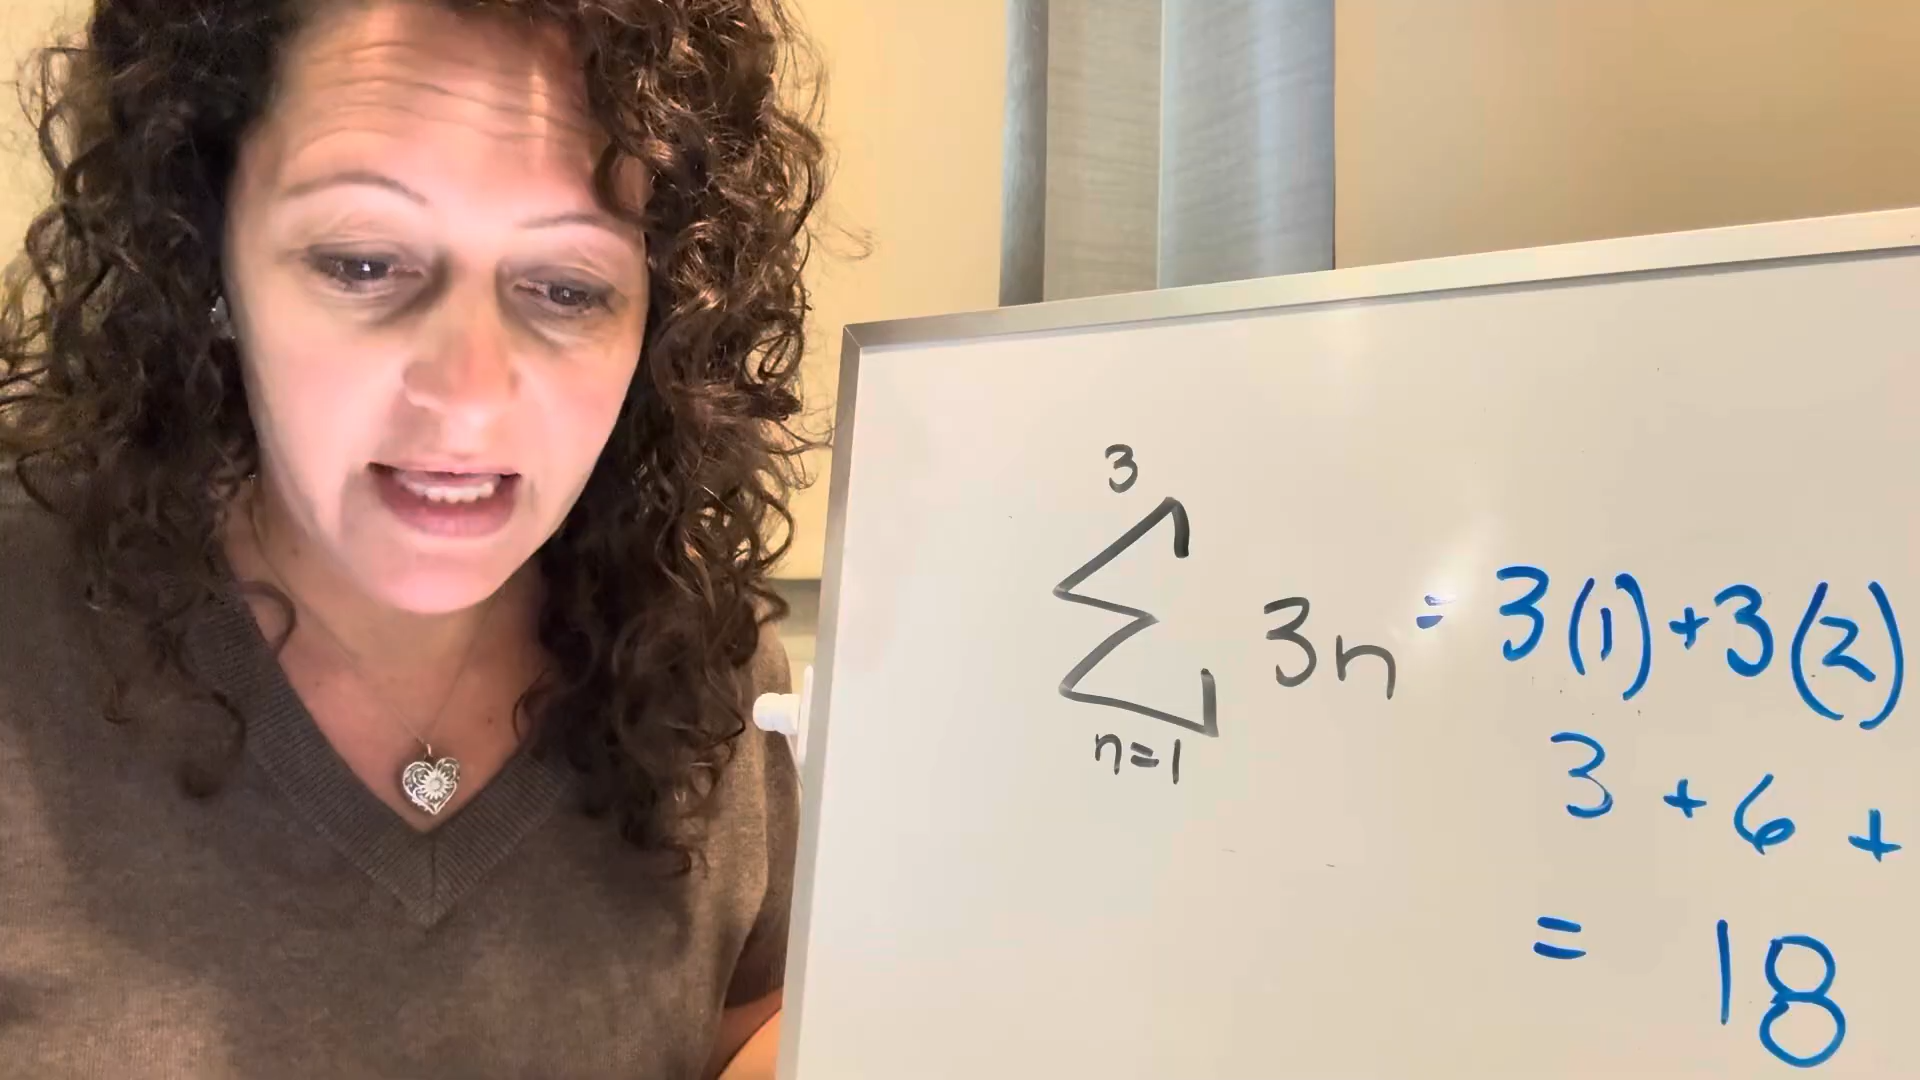 3
∑ 3n = 3(1)+3(2)
n=1
3 + 6 +
= 18